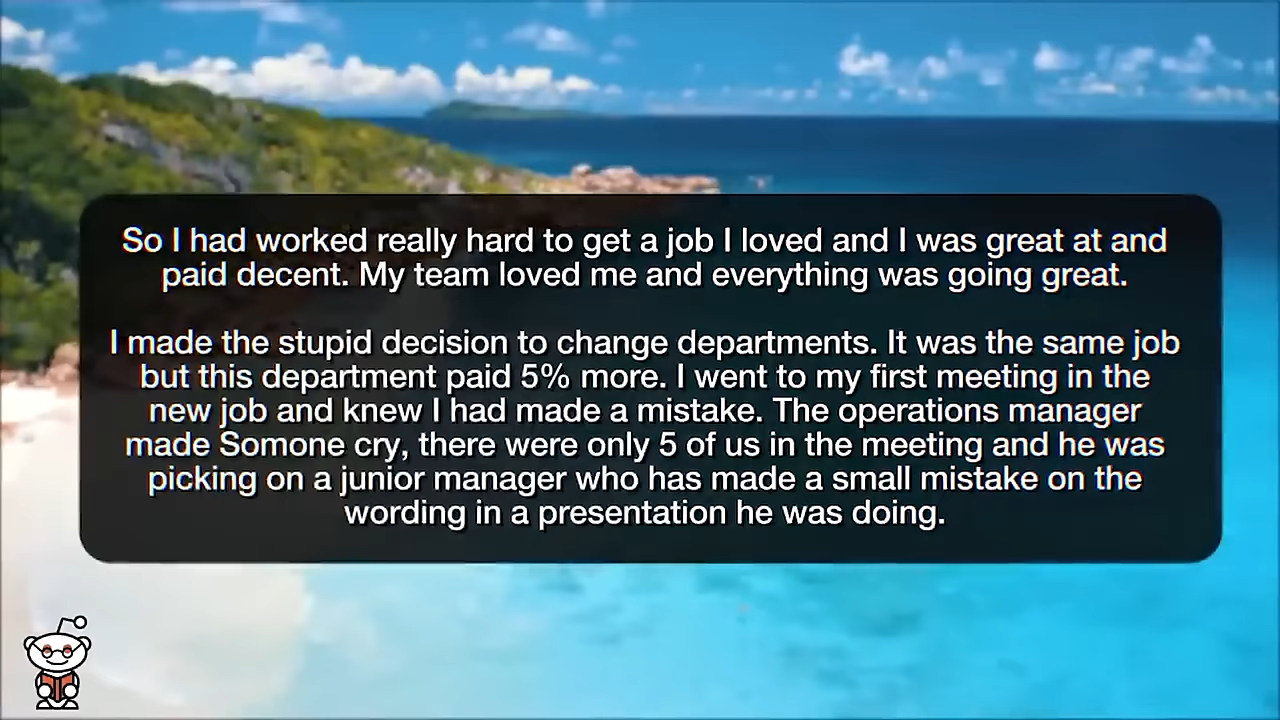 So I had worked really hard to get a job I loved and I was great at and
paid decent. My team loved me and everything was going great.
I made the stupid decision to change departments. It was the same job
but this department paid 5% more. I went to my first meeting in the
new job and knew I had made a mistake. The operations manager
made Somone cry, there were only 5 of us in the meeting and he was
picking on a junior manager who has made a small mistake on the
wording in a presentation he was doing.